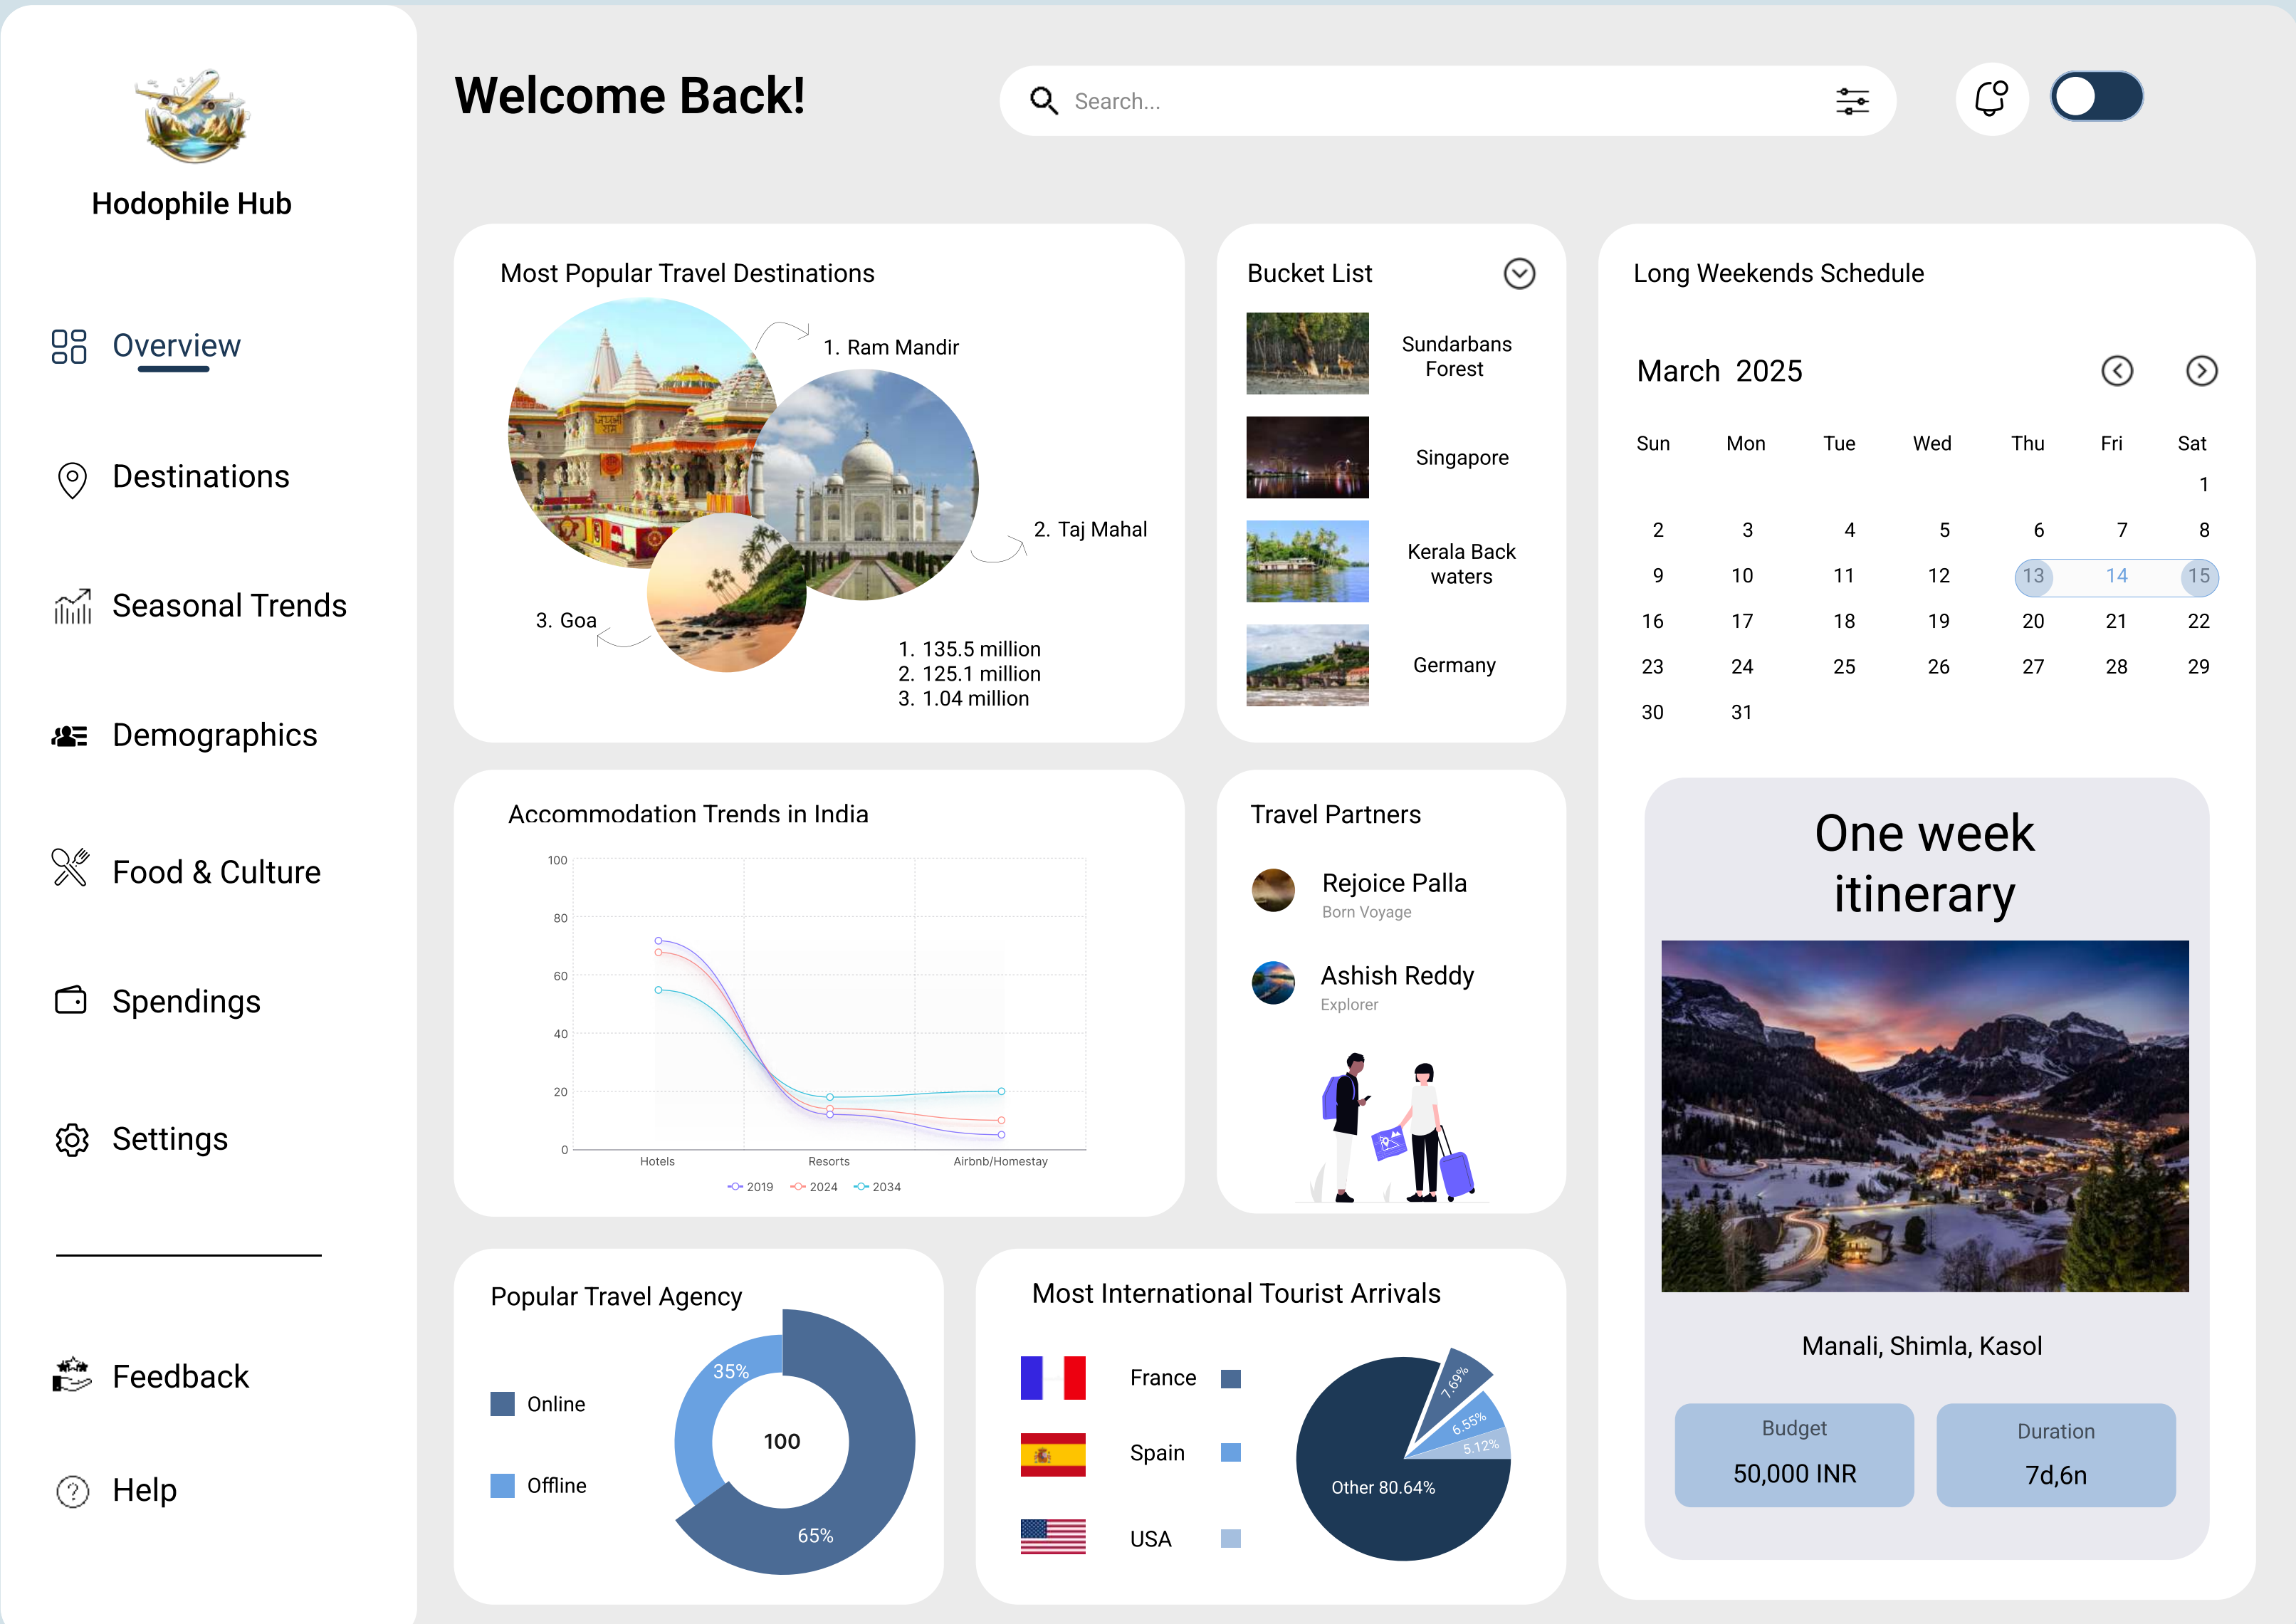 Hodophile Hub
Overview
Destinations
Seasonal Trends
Demographics
Food & Culture
Spendings
Settings
Feedback
Help
Welcome Back!
Search...
Most Popular Travel Destinations
1. Ram Mandir
2. Taj Mahal
3. Goa
1. 135.5 million
2. 125.1 million
3. 1.04 million
Bucket List
Sundarbans
Forest
Singapore
Kerala Back
waters
Germany
Long Weekends Schedule
March 2025
Sun Mon Tue Wed Thu Fri Sat
1
2 3 4 5 6 7 8
9 10 11 12 13 14 15
16 17 18 19 20 21 22
23 24 25 26 27 28 29
30 31
Accommodation Trends in India
100
80
60
40
20
0
Hotels Resorts Airbnb/Homestay
2019 2024 2034
Travel Partners
Rejoice Palla
Born Voyage
Ashish Reddy
Explorer
One week
itinerary
Manali, Shimla, Kasol
Budget
50,000 INR
Duration
7d,6n
Popular Travel Agency
Online
Offline
35%
100
65%
Most International Tourist Arrivals
France
Spain
USA
7.69%
6.55%
5.12%
Other 80.64%